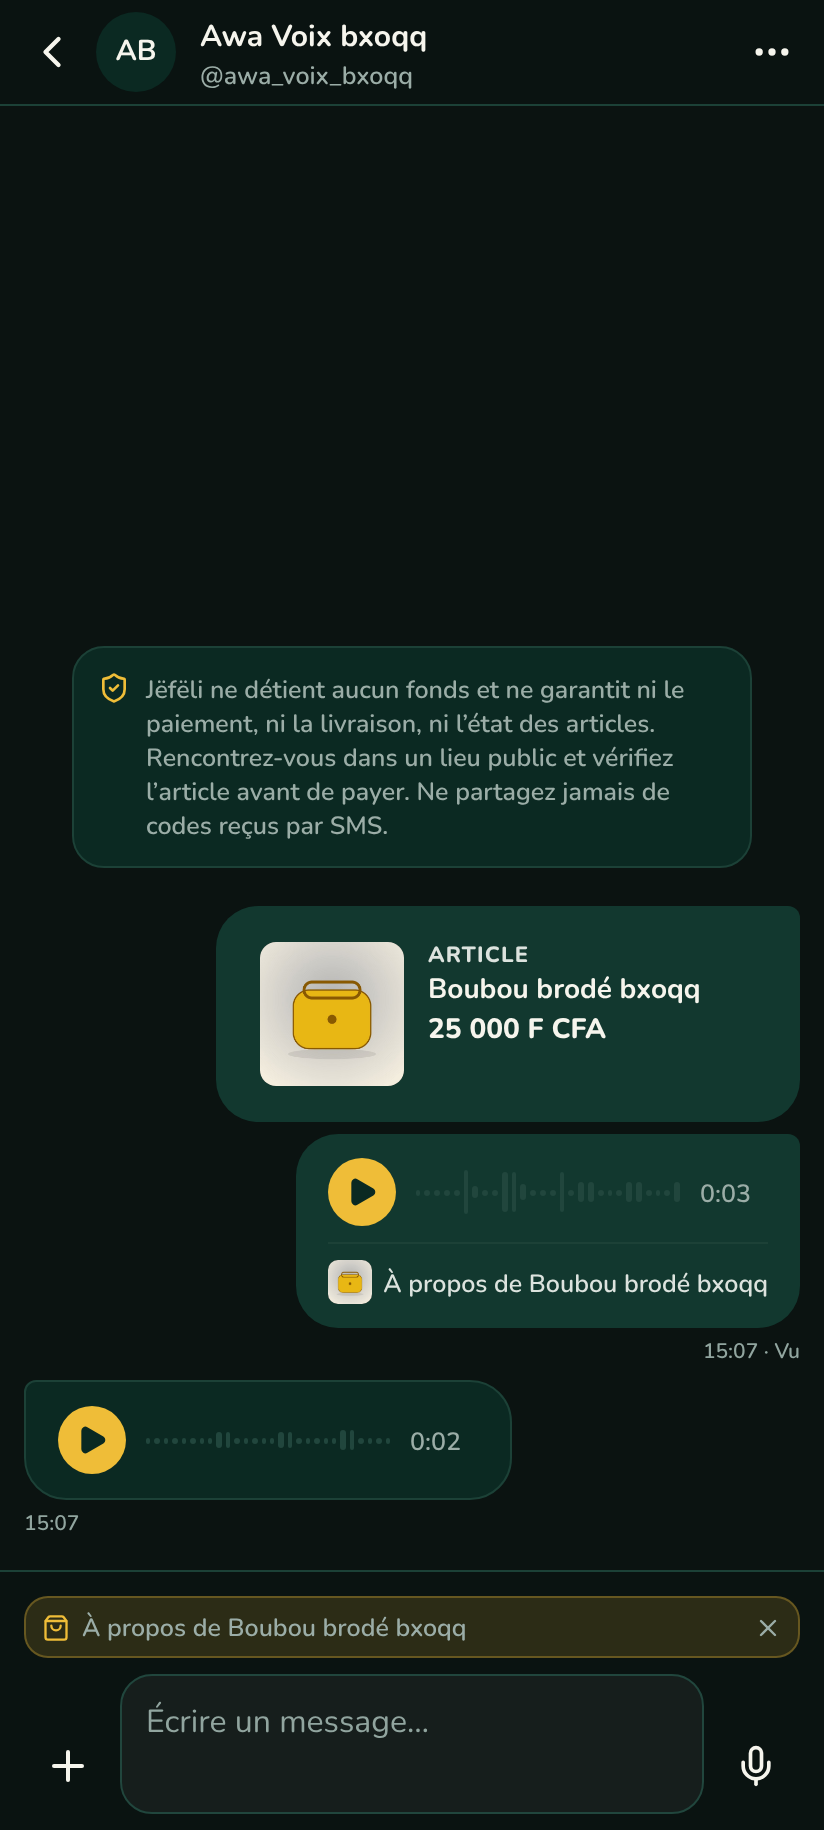 AB
Awa Voix bxoqq
@awa_voix_bxoqq
Jëfëli ne détient aucun fonds et ne garantit ni le
paiement, ni la livraison, ni l’état des articles.
Rencontrez-vous dans un lieu public et vérifiez
l’article avant de payer. Ne partagez jamais de
codes reçus par SMS.
ARTICLE
Boubou brodé bxoqq
25 000 F CFA
0:03
À propos de Boubou brodé bxoqq
15:07 · Vu
0:02
15:07
À propos de Boubou brodé bxoqq
Écrire un message…